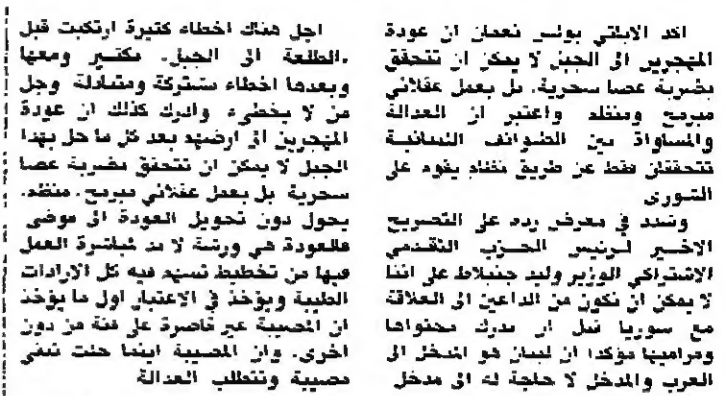 اكد الاباتي بولس نعمان ان عودة
المهجرين الى الجبل لا يمكن ان تتحقق
بضربة عصا سحرية، بل بعمل عقلاني
مبرمج ومنظم واعتبر ان العدالة
والمساواة بين الطوائف اللبنانية
تتحققان فقط عن طريق نظام يقوم على
الشورى
وشدد في معرض رده على التصريح
الاخير لرئيس الحزب التقدمي
الاشتراكي الوزير وليد جنبلاط على اننا
لا يمكن ان نكون من الداعين الى العلاقة
مع سوريا قبل ان ندرك محتواها
ومراميها مؤكدا ان لبنان هو المدخل الى
العرب والمدخل لا حاجة له الى مدخل
اجل هناك اخطاء كثيرة ارتكبت قبل
«الطلعة الى الجبل» بكثير ومعها
وبعدها اخطاء مشتركة ومتبادلة وجل
من لا يخطىء وادرك كذلك ان عودة
المهجرين الى ارضهم بعد كل ما حل بهذا
الجبل لا يمكن ان تتحقق بضربة عصا
سحرية بل بعمل عقلاني مبرمج، منظم،
يحول دون تحويل العودة الى فوضى
فالعودة هي ورشة لا بد لمباشرة العمل
فيها من تخطيط تسهم فيه كل الارادات
الطيبة ويؤخذ في الاعتبار اول ما يؤخذ
ان المصيبة غير قاصرة على فئة من دون
اخرى، وان المصيبة اينما حلت تبقى
مصيبة وتتطلب العدالة